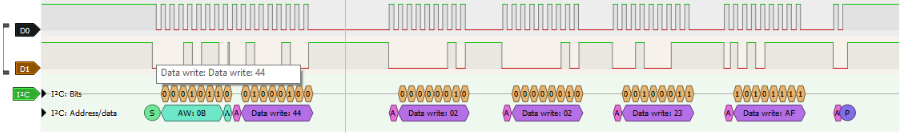 D0
D1
Data write: Data write: 44
I²C I²C: Bits 0 0 0 1 0 1 1 0 0 1 0 0 0 1 0 0 0 0 0 0 0 0 1 0 0 0 0 0 0 0 1 0 0 0 1 0 0 0 1 1 1 0 1 0 1 1 1 1
I²C: Address/data S AW: 0B A A Data write: 44 A Data write: 02 A Data write: 02 A Data write: 23 A Data write: AF A P